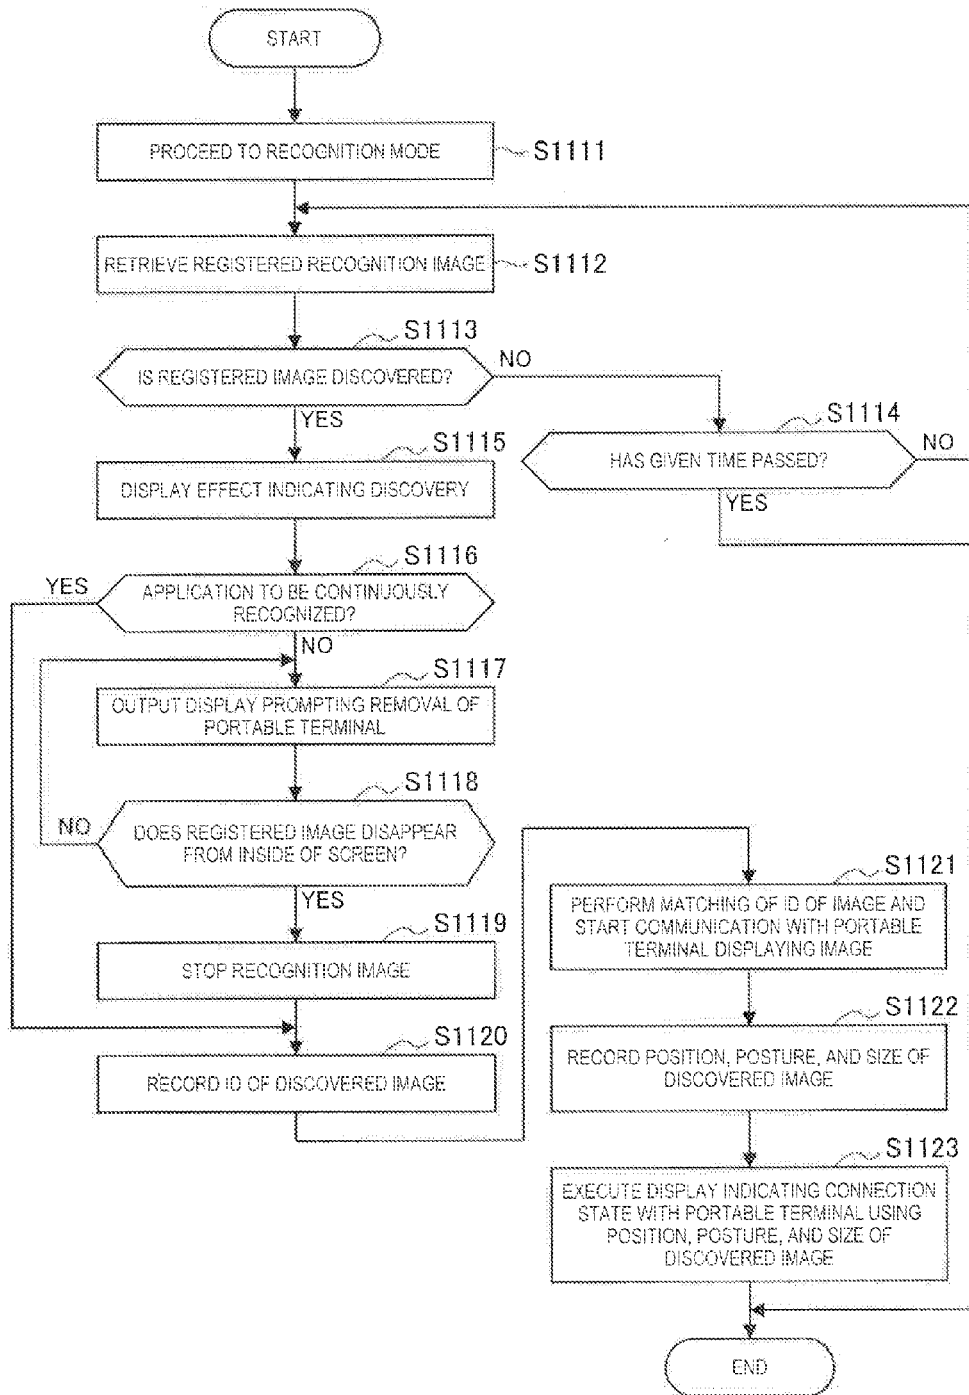 START
PROCEED TO RECOGNITION MODE
S1111
RETRIEVE REGISTERED RECOGNITION IMAGE
S1112
S1113
IS REGISTERED IMAGE DISCOVERED?
NO
YES
S1114
HAS GIVEN TIME PASSED?
NO
YES
S1115
DISPLAY EFFECT INDICATING DISCOVERY
S1116
YES
APPLICATION TO BE CONTINUOUSLY
RECOGNIZED?
NO
S1117
OUTPUT DISPLAY PROMPTING REMOVAL OF
PORTABLE TERMINAL
S1118
NO
DOES REGISTERED IMAGE DISAPPEAR
FROM INSIDE OF SCREEN?
YES
S1119
STOP RECOGNITION IMAGE
S1120
RECORD ID OF DISCOVERED IMAGE
S1121
PERFORM MATCHING OF ID OF IMAGE AND
START COMMUNICATION WITH PORTABLE
TERMINAL DISPLAYING IMAGE
S1122
RECORD POSITION, POSTURE, AND SIZE OF
DISCOVERED IMAGE
S1123
EXECUTE DISPLAY INDICATING CONNECTION
STATE WITH PORTABLE TERMINAL USING
POSITION, POSTURE, AND SIZE OF
DISCOVERED IMAGE
END